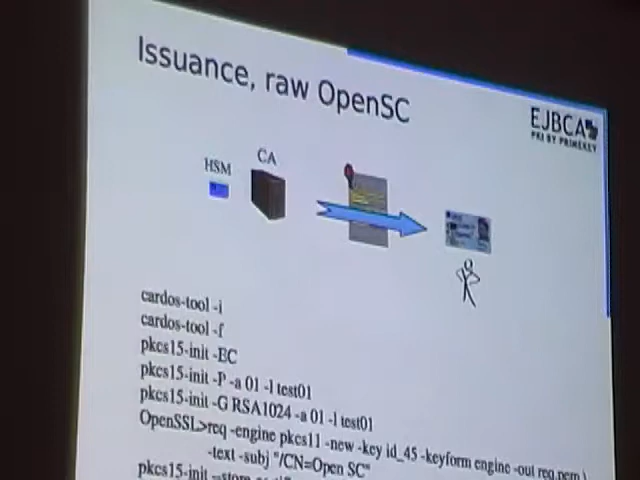 Issuance, raw OpenSC
EJBCA
PKI BY PRIMEKEY
HSM
CA
cardos-tool -i
cardos-tool -f
pkcs15-init -EC
pkcs15-init -P -a 01 -l test01
pkcs15-init -G RSA1024 -a 01 -l test01
OpenSSL>req -engine pkcs11 -new -key id_45 -keyform engine -out req.pem \
-text -subj "/CN=Open SC"
pkcs15-init